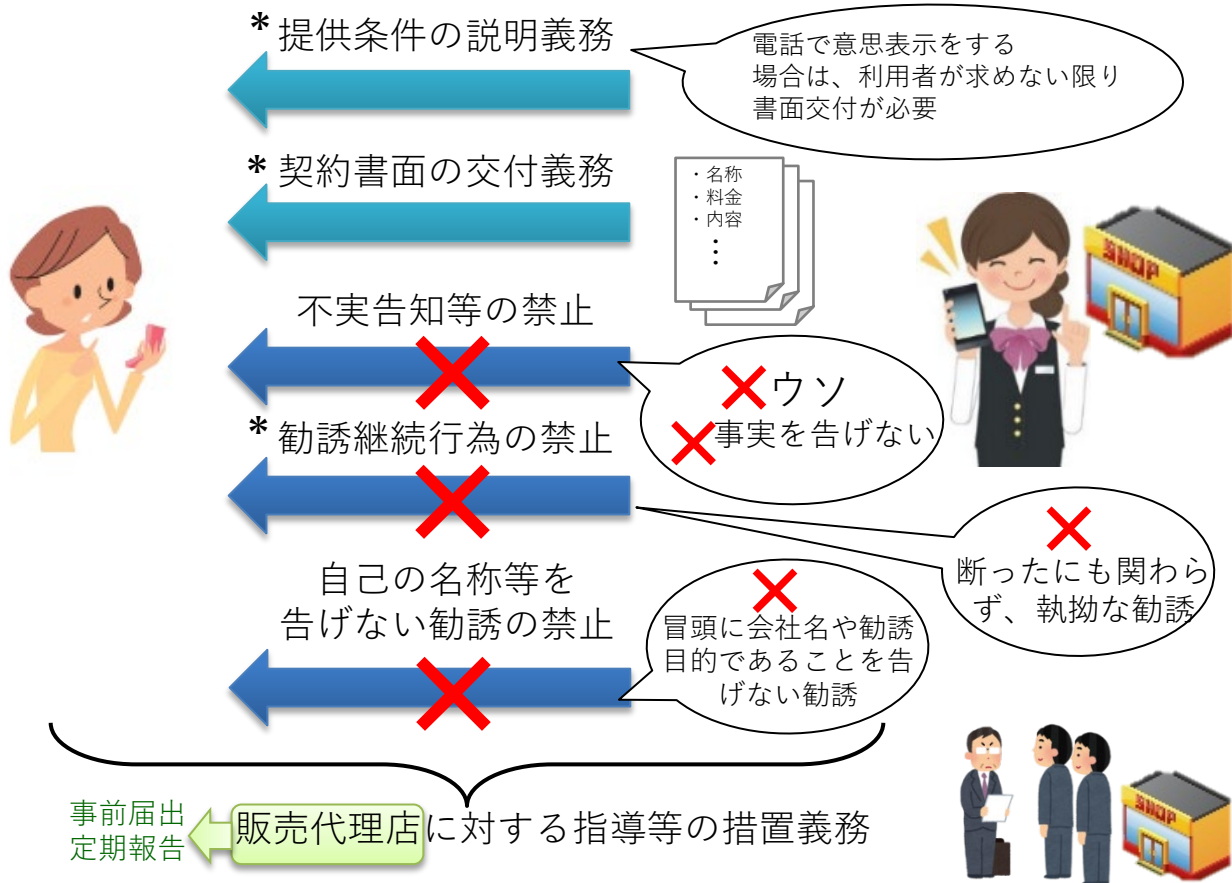 *提供条件の説明義務
電話で意思表示をする
場合は、利用者が求めない限り
書面交付が必要
*契約書面の交付義務
・名称
・料金
・内容
⋮
SHOP
不実告知等の禁止
ウソ
事実を告げない
*勧誘継続行為の禁止
断ったにも関わら
ず、執拗な勧誘
自己の名称等を
告げない勧誘の禁止
冒頭に会社名や勧誘
目的であることを告
げない勧誘
事前届出
定期報告
販売代理店に対する指導等の措置義務
SHOP